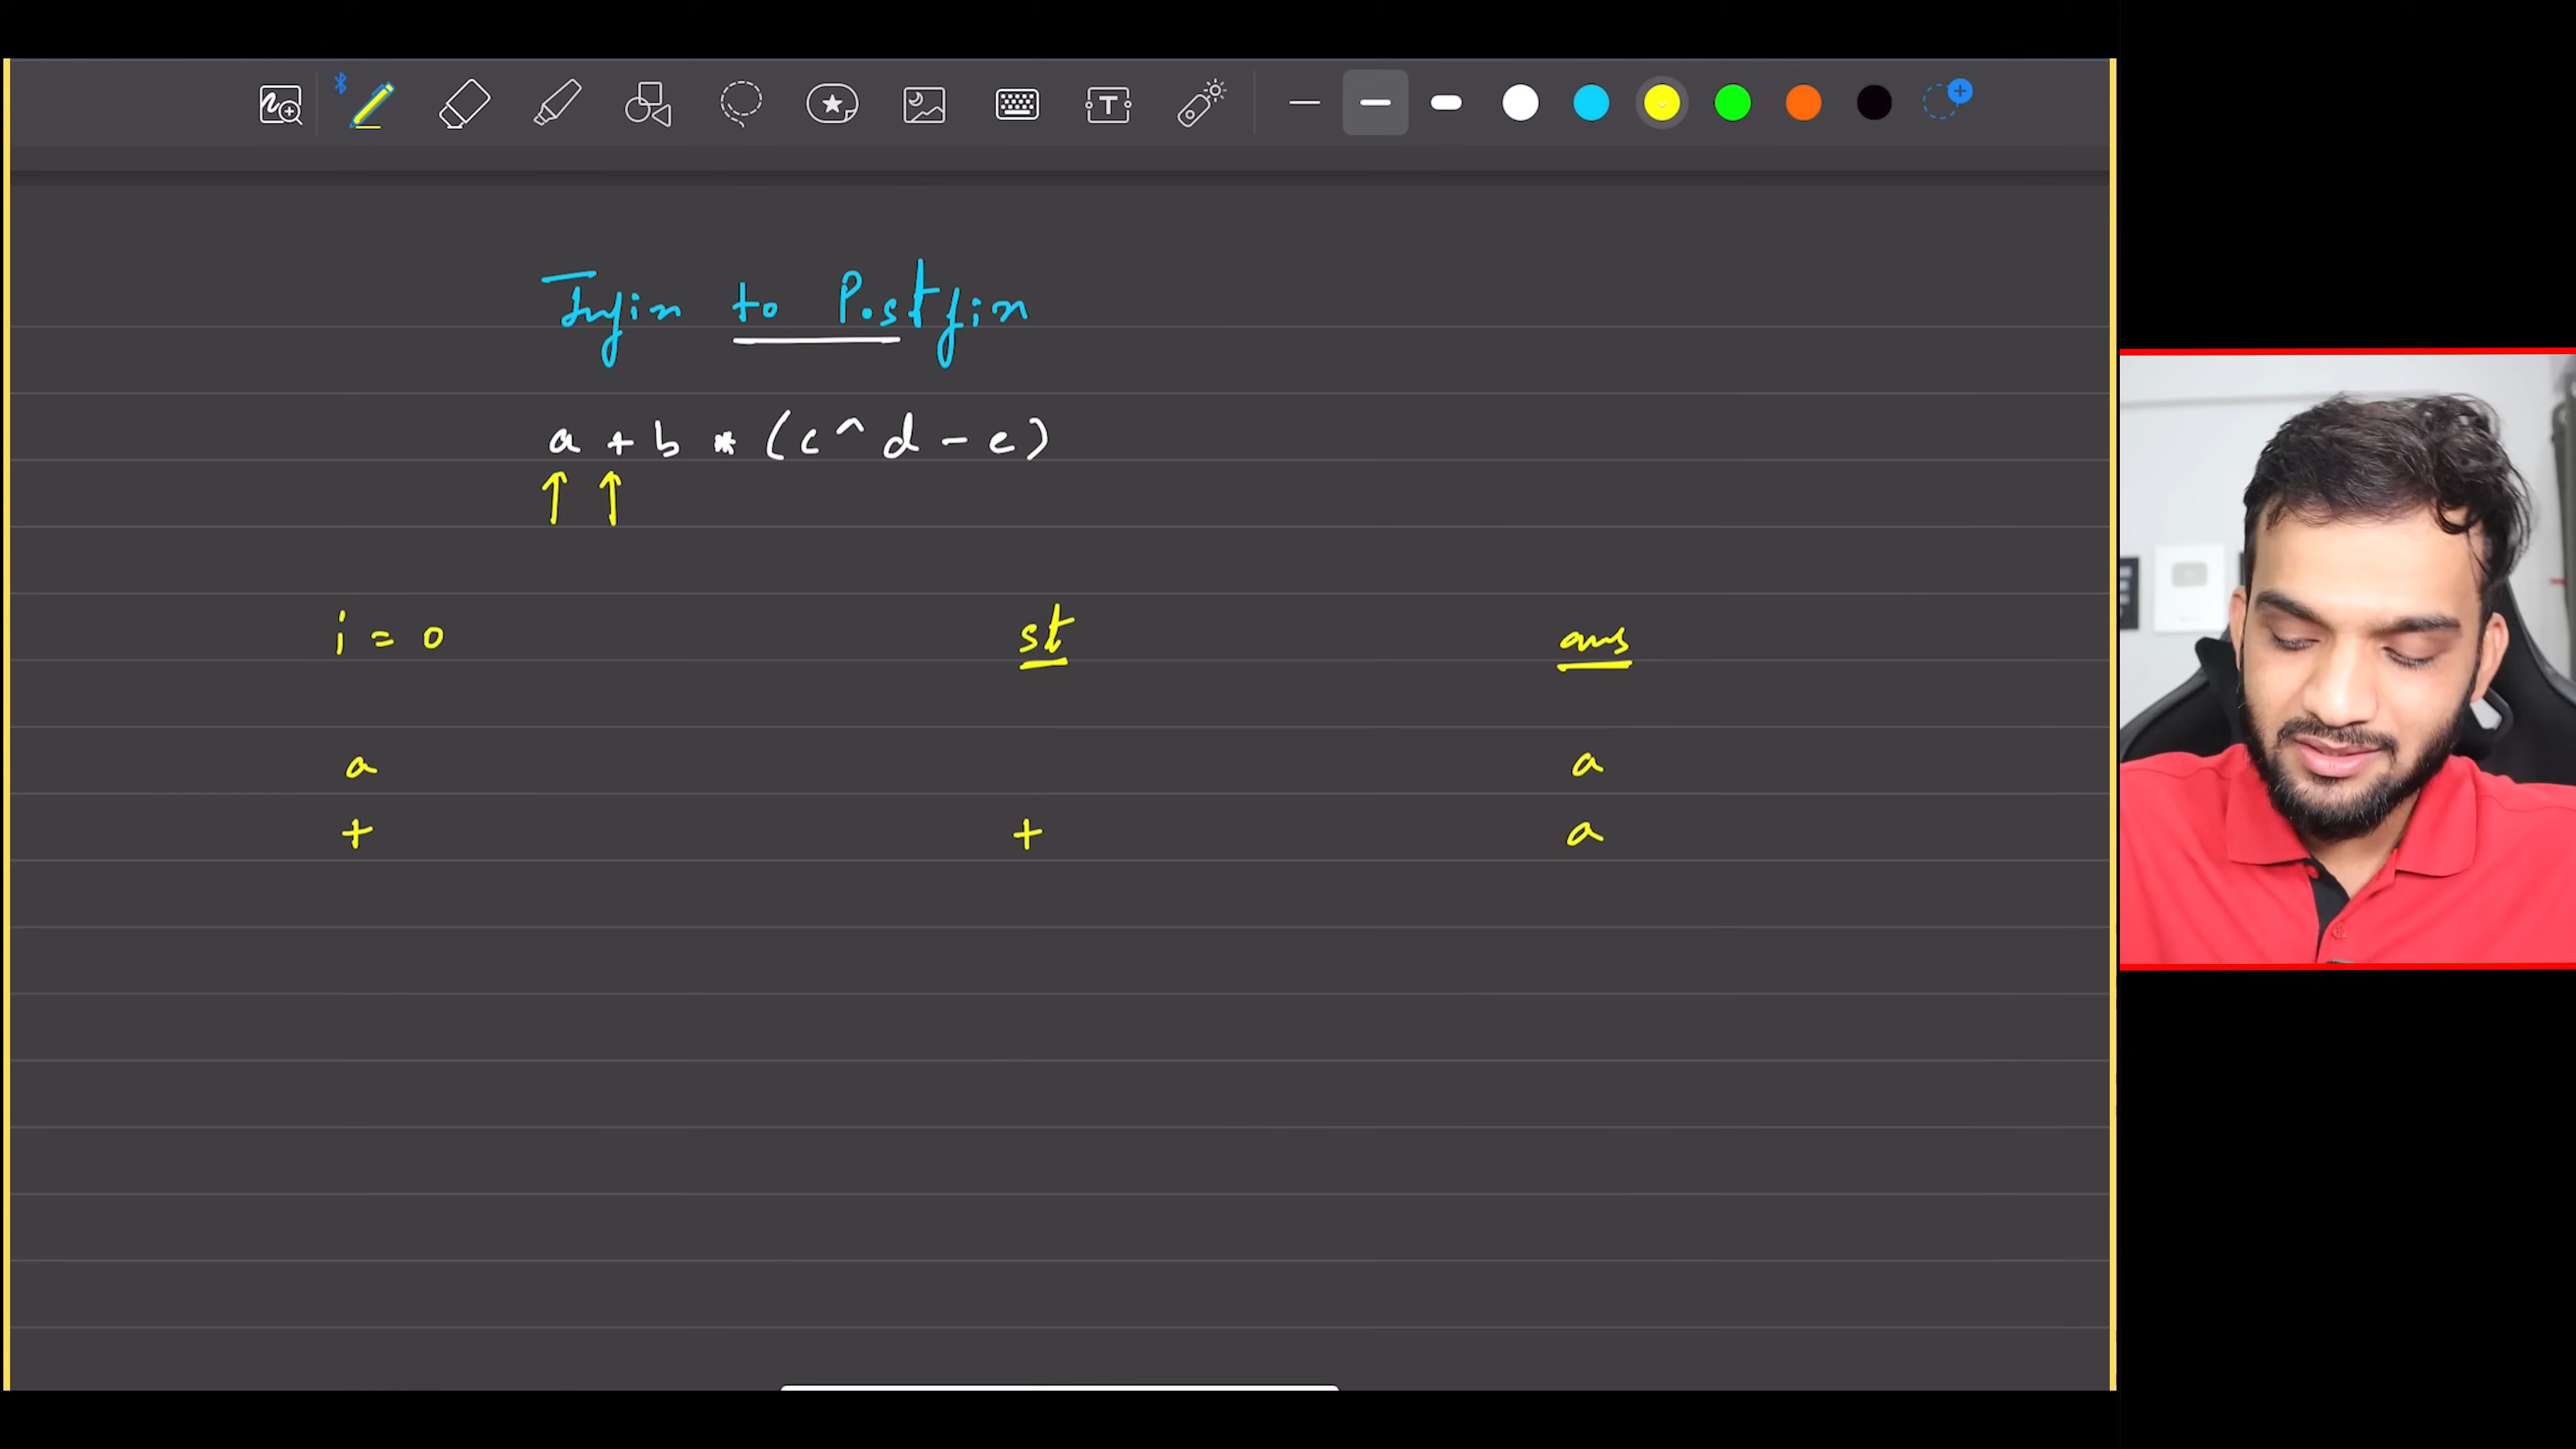 T
Infix to Postfix
a + b * (c ^ d - e)
↑ ↑
i = 0 st ans
a a
+ + a